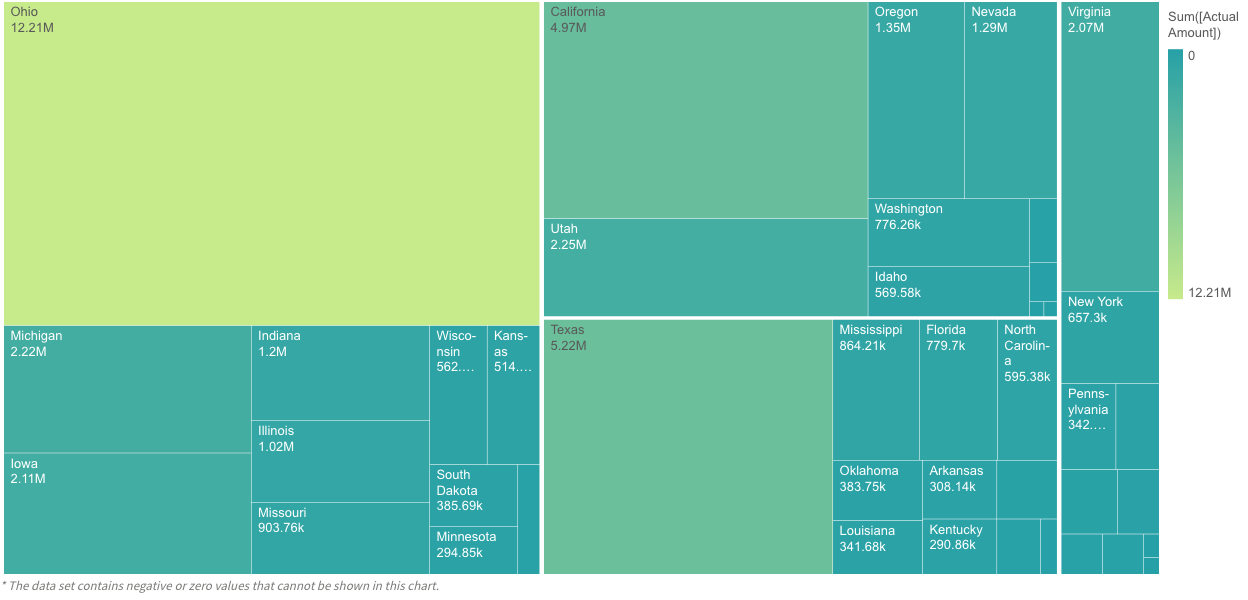 Ohio
12.21M
California
4.97M
Oregon
1.35M
Nevada
1.29M
Virginia
2.07M
Sum([Actual
Amount])
0
12.21M
Washington
776.26k
Utah
2.25M
Idaho
569.58k
New York
657.3k
Michigan
2.22M
Indiana
1.2M
Wisco-
nsin
562....
Kans-
as
514....
Texas
5.22M
Mississippi
864.21k
Florida
779.7k
North
Carolin-
a
595.38k
Penns-
ylvania
342....
Illinois
1.02M
Iowa
2.11M
South
Dakota
385.69k
Oklahoma
383.75k
Arkansas
308.14k
Missouri
903.76k
Minnesota
294.85k
Louisiana
341.68k
Kentucky
290.86k
* The data set contains negative or zero values that cannot be shown in this chart.